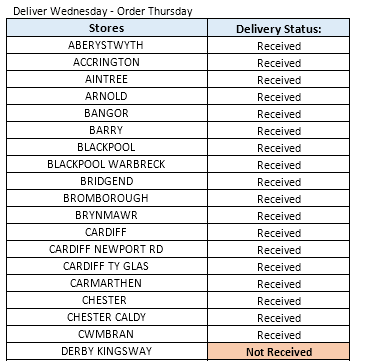 Deliver Wednesday - Order Thursday
Stores Delivery Status:
ABERYSTWYTH Received
ACCRINGTON Received
AINTREE Received
ARNOLD Received
BANGOR Received
BARRY Received
BLACKPOOL Received
BLACKPOOL WARBRECK Received
BRIDGEND Received
BROMBOROUGH Received
BRYNMAWR Received
CARDIFF Received
CARDIFF NEWPORT RD Received
CARDIFF TY GLAS Received
CARMARTHEN Received
CHESTER Received
CHESTER CALDY Received
CWMBRAN Received
DERBY KINGSWAY Not Received